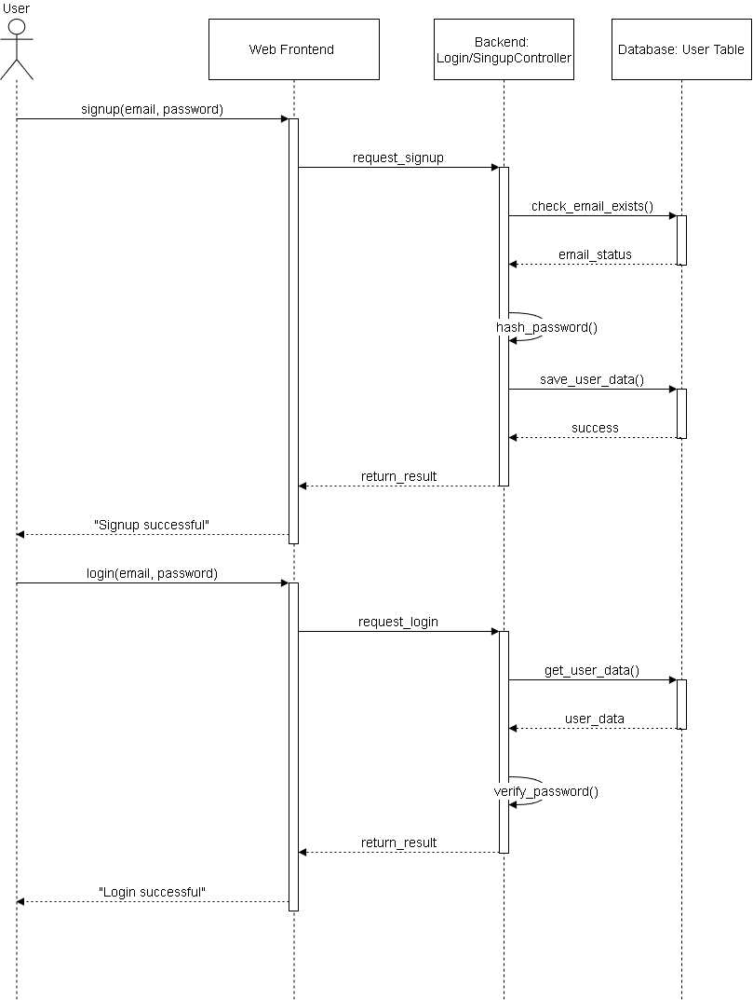 User
Web Frontend
Backend:
Login/SingupController
Database: User Table
signup(email, password)
request_signup
check_email_exists()
email_status
hash_password()
save_user_data()
success
return_result
"Signup successful"
login(email, password)
request_login
get_user_data()
user_data
verify_password()
return_result
"Login successful"